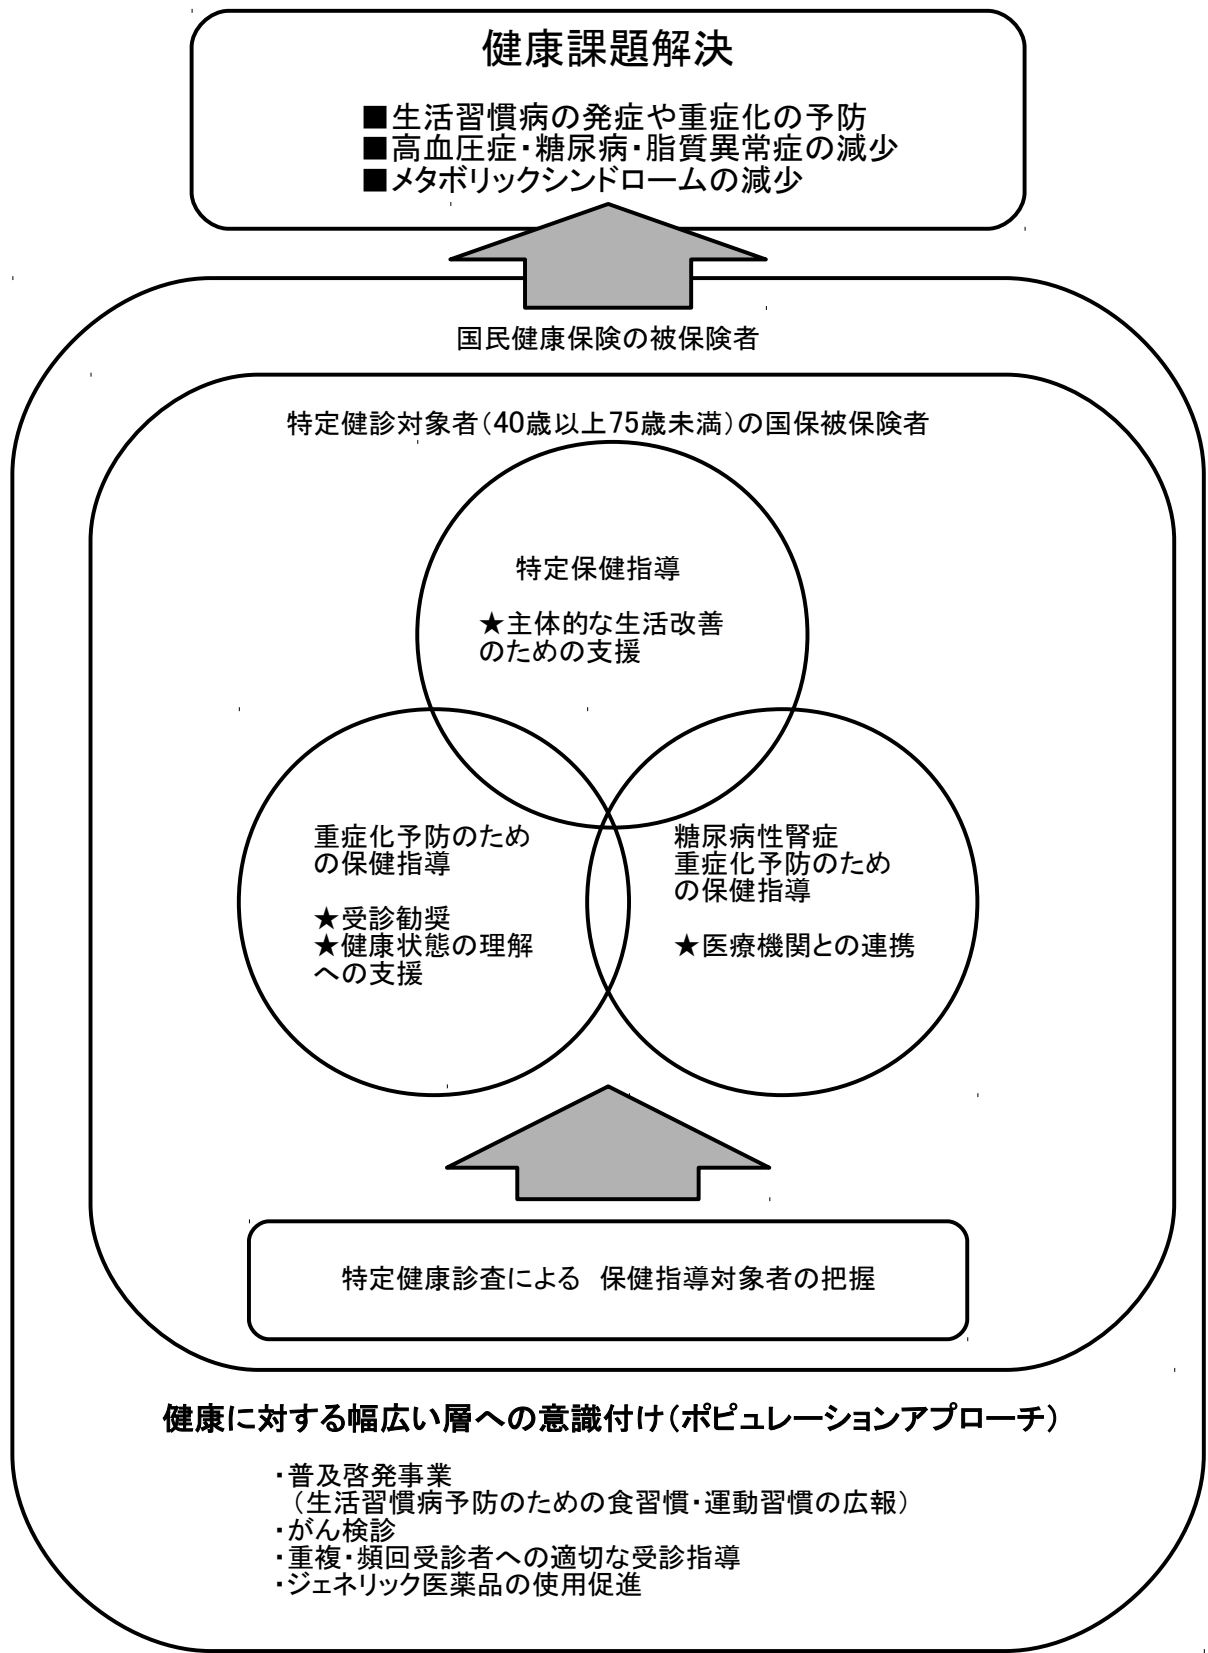 健康課題解決
■生活習慣病の発症や重症化の予防
■高血圧症・糖尿病・脂質異常症の減少
■メタボリックシンドロームの減少
国民健康保険の被保険者
特定健診対象者（40歳以上75歳未満）の国保被保険者
特定保健指導
★主体的な生活改善
のための支援
重症化予防のため
の保健指導
★受診勧奨
★健康状態の理解
への支援
糖尿病性腎症
重症化予防のため
の保健指導
★医療機関との連携
特定健康診査による 保健指導対象者の把握
健康に対する幅広い層への意識付け（ポピュレーションアプローチ）
・普及啓発事業
（生活習慣病予防のための食習慣・運動習慣の広報）
・がん検診
・重複・頻回受診者への適切な受診指導
・ジェネリック医薬品の使用促進